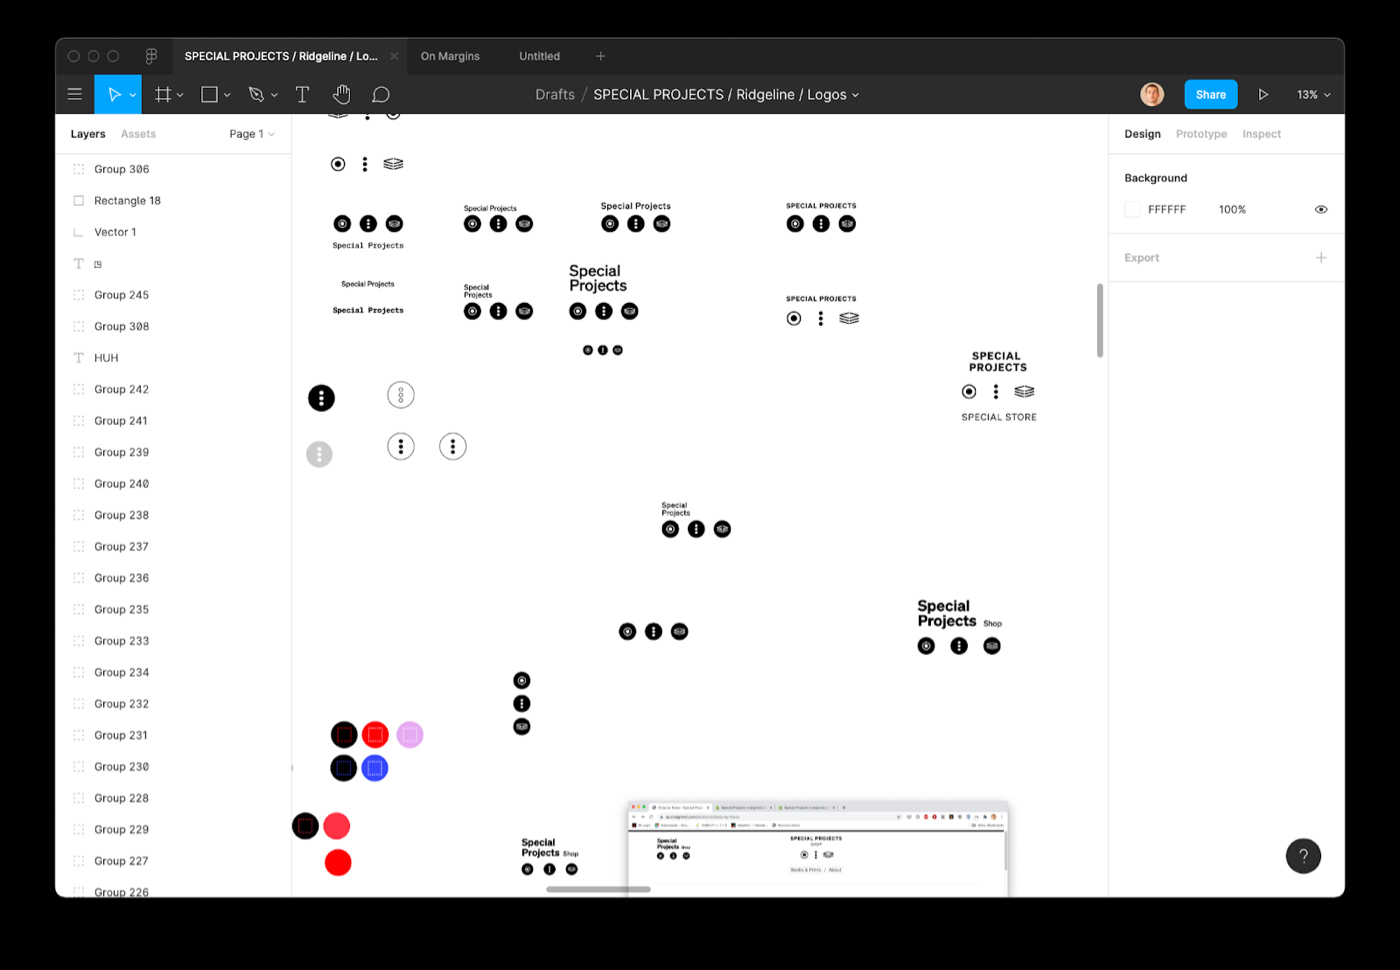 SPECIAL PROJECTS / Ridgeline / Lo...
On Margins
Untitled
Drafts / SPECIAL PROJECTS / Ridgeline / Logos
Share
13%
Layers
Assets
Page 1
Group 306
Rectangle 18
Vector 1
Group 245
Group 308
HUH
Group 242
Group 241
Group 239
Group 240
Group 238
Group 237
Group 236
Group 235
Group 233
Group 234
Group 232
Group 231
Group 230
Group 228
Group 229
Group 227
Group 226
Special Projects
Special Projects
SPECIAL PROJECTS
Special Projects
Special Projects
Special Projects
Special
Projects
Special
Projects
SPECIAL PROJECTS
SPECIAL
PROJECTS
SPECIAL STORE
Special
Projects
Special
Projects Shop
Special
Projects Shop
Special
Projects Shop
SPECIAL PROJECTS
SHOP
Books & Prints / About
Design
Prototype
Inspect
Background
FFFFFF
100%
Export
?